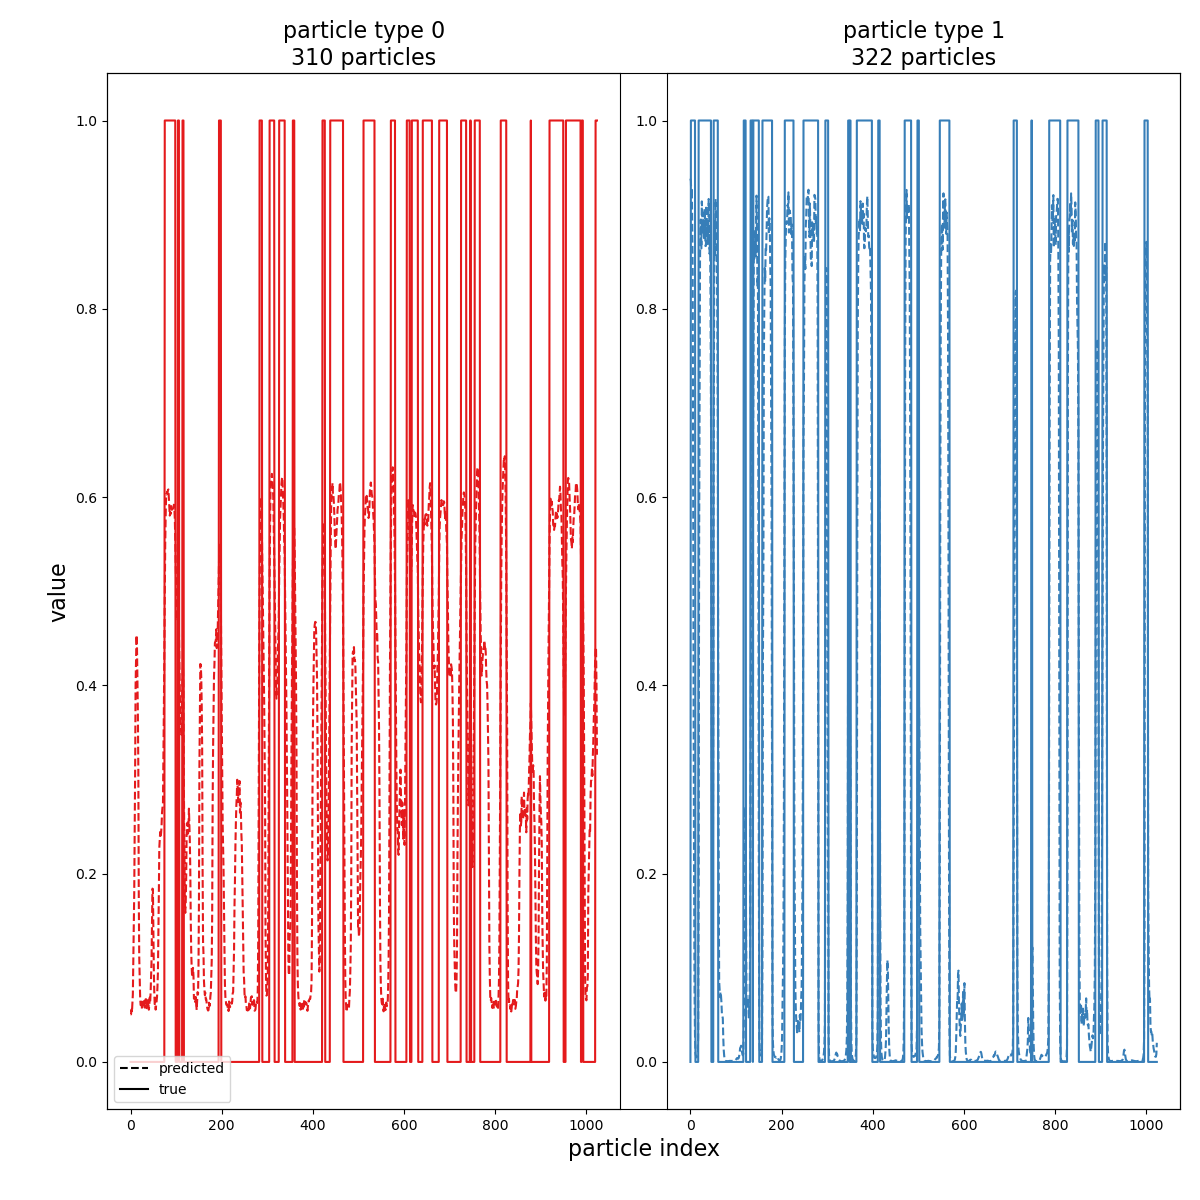 particle type 0
310 particles
particle type 1
322 particles
value
1.0
0.8
0.6
0.4
0.2
0.0
1.0
0.8
0.6
0.4
0.2
0.0
predicted
true
0 200 400 600 800 1000
0 200 400 600 800 1000
particle index